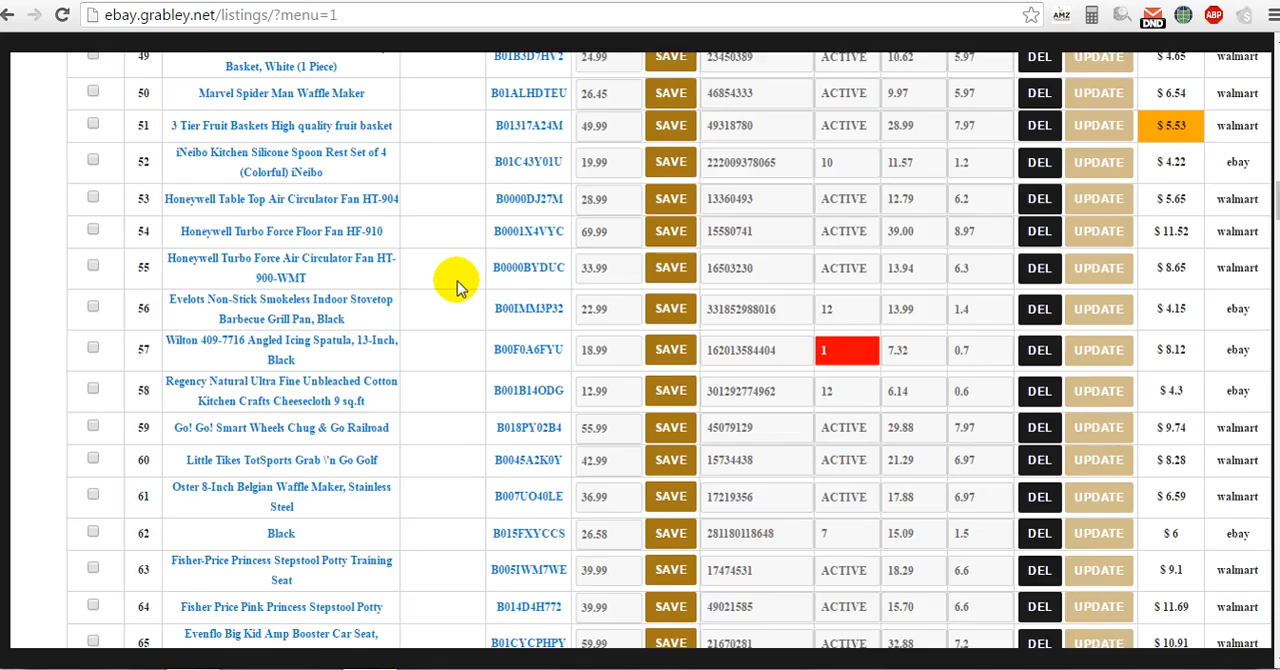 ebay.grabley.net/listings/?menu=1
AMZ
DND
ABP
49 Basket, White (1 Piece) B01B3D7HV2 24.99 SAVE 23450389 ACTIVE 10.62 5.97 DEL UPDATE $ 4.65 walmart
50 Marvel Spider Man Waffle Maker B01ALHDTEU 26.45 SAVE 46854333 ACTIVE 9.97 5.97 DEL UPDATE $ 6.54 walmart
51 3 Tier Fruit Baskets High quality fruit basket B01317A24M 49.99 SAVE 49318780 ACTIVE 28.99 7.97 DEL UPDATE $ 5.53 walmart
iNeibo Kitchen Silicone Spoon Rest Set of 4
52 (Colorful) iNeibo B01C43Y01U 19.99 SAVE 222009378065 10 11.57 1.2 DEL UPDATE $ 4.22 ebay
53 Honeywell Table Top Air Circulator Fan HT-904 B0000DJ27M 28.99 SAVE 13360493 ACTIVE 12.79 6.2 DEL UPDATE $ 5.65 walmart
54 Honeywell Turbo Force Floor Fan HF-910 B0001X4VYC 69.99 SAVE 15580741 ACTIVE 39.00 8.97 DEL UPDATE $ 11.52 walmart
Honeywell Turbo Force Air Circulator Fan HT-
55 900-WMT B0000BYDUC 33.99 SAVE 16503230 ACTIVE 13.94 6.3 DEL UPDATE $ 8.65 walmart
Evelots Non-Stick Smokeless Indoor Stovetop
56 Barbecue Grill Pan, Black B00IMM3P32 22.99 SAVE 331852988016 12 13.99 1.4 DEL UPDATE $ 4.15 ebay
Wilton 409-7716 Angled Icing Spatula, 13-Inch,
57 Black B00F0A6FYU 18.99 SAVE 162013584404 1 7.32 0.7 DEL UPDATE $ 8.12 ebay
Regency Natural Ultra Fine Unbleached Cotton
58 Kitchen Crafts Cheesecloth 9 sq.ft B001B14ODG 12.99 SAVE 301292774962 12 6.14 0.6 DEL UPDATE $ 4.3 ebay
59 Go! Go! Smart Wheels Chug & Go Railroad B018PY02B4 55.99 SAVE 45079129 ACTIVE 29.88 7.97 DEL UPDATE $ 9.74 walmart
60 Little Tikes TotSports Grab \'n Go Golf B0045A2K0Y 42.99 SAVE 15734438 ACTIVE 21.29 6.97 DEL UPDATE $ 8.28 walmart
Oster 8-Inch Belgian Waffle Maker, Stainless
61 Steel B007UO40LE 36.99 SAVE 17219356 ACTIVE 17.88 6.97 DEL UPDATE $ 6.59 walmart
62 Black B015FXYCCS 26.58 SAVE 281180118648 7 15.09 1.5 DEL UPDATE $ 6 ebay
Fisher-Price Princess Stepstool Potty Training
63 Seat B005IWM7WE 39.99 SAVE 17474531 ACTIVE 18.29 6.6 DEL UPDATE $ 9.1 walmart
64 Fisher Price Pink Princess Stepstool Potty B014D4H772 39.99 SAVE 49021585 ACTIVE 15.70 6.6 DEL UPDATE $ 11.69 walmart
65 Evenflo Big Kid Amp Booster Car Seat, B01CYCPHPY 59.99 SAVE 21670281 ACTIVE 32.88 7.2 DEL UPDATE $ 10.91 walmart